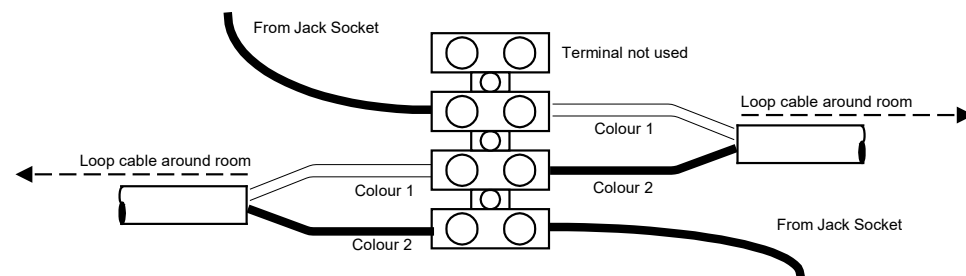 From Jack Socket
Terminal not used
Loop cable around room
Colour 1
Loop cable around room
Colour 1
Colour 2
From Jack Socket
Colour 2